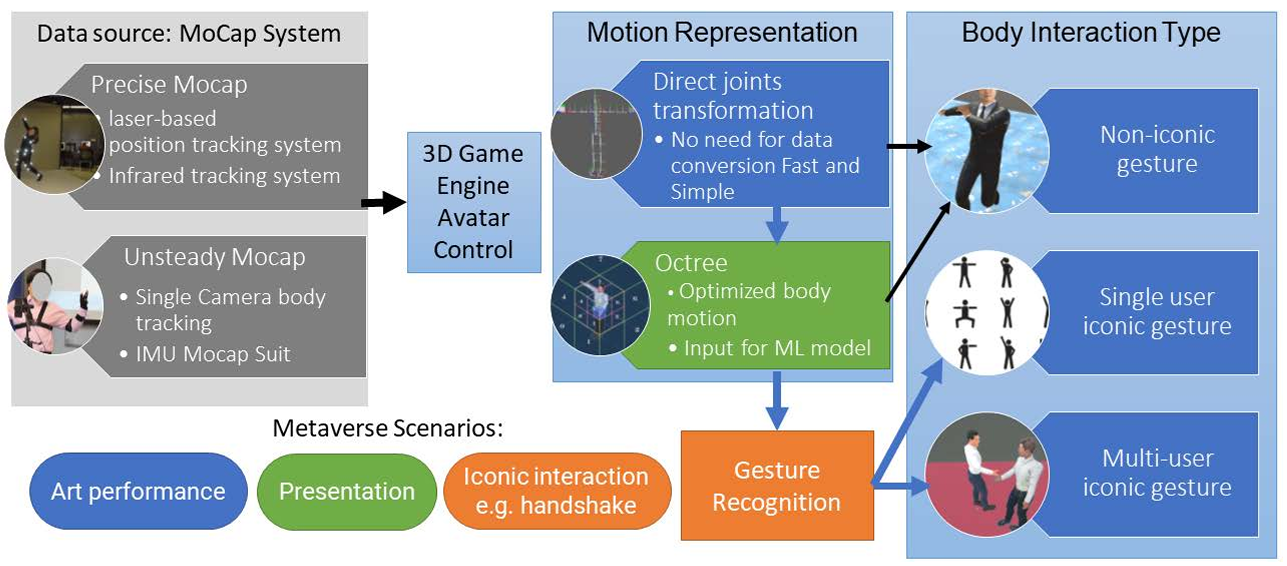 Data source: MoCap System
Precise Mocap
• laser-based
position tracking system
• Infrared tracking system
Unsteady Mocap
• Single Camera body
tracking
• IMU Mocap Suit
3D Game
Engine
Avatar
Control
Motion Representation
Direct joints
transformation
• No need for data
conversion Fast and
Simple
Octree
• Optimized body
motion
• Input for ML model
Gesture
Recognition
Body Interaction Type
Non-iconic
gesture
Single user
iconic gesture
Multi-user
iconic gesture
Metaverse Scenarios:
Art performance
Presentation
Iconic interaction
e.g. handshake